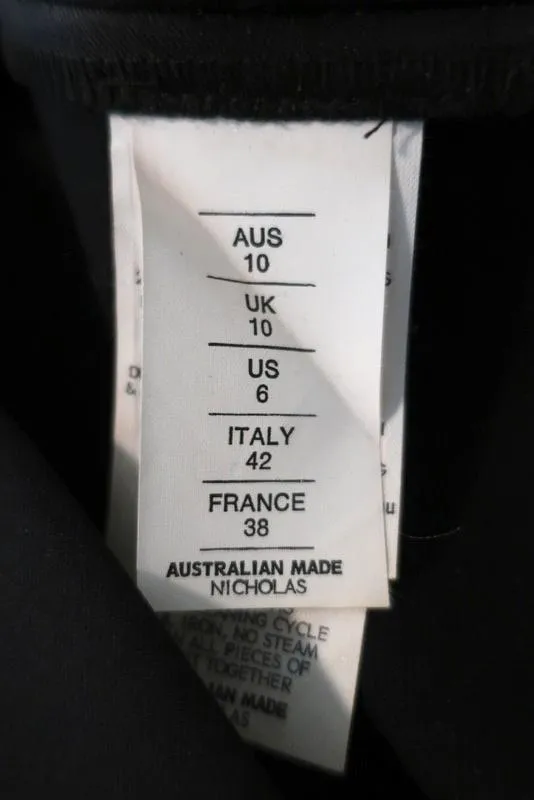 AUS
10
UK
10
US
6
ITALY
42
FRANCE
38
AUSTRALIAN MADE
NICHOLAS
CYCLE
IRON, NO STEAM
ALL PIECES OF
TOGETHER
MADE